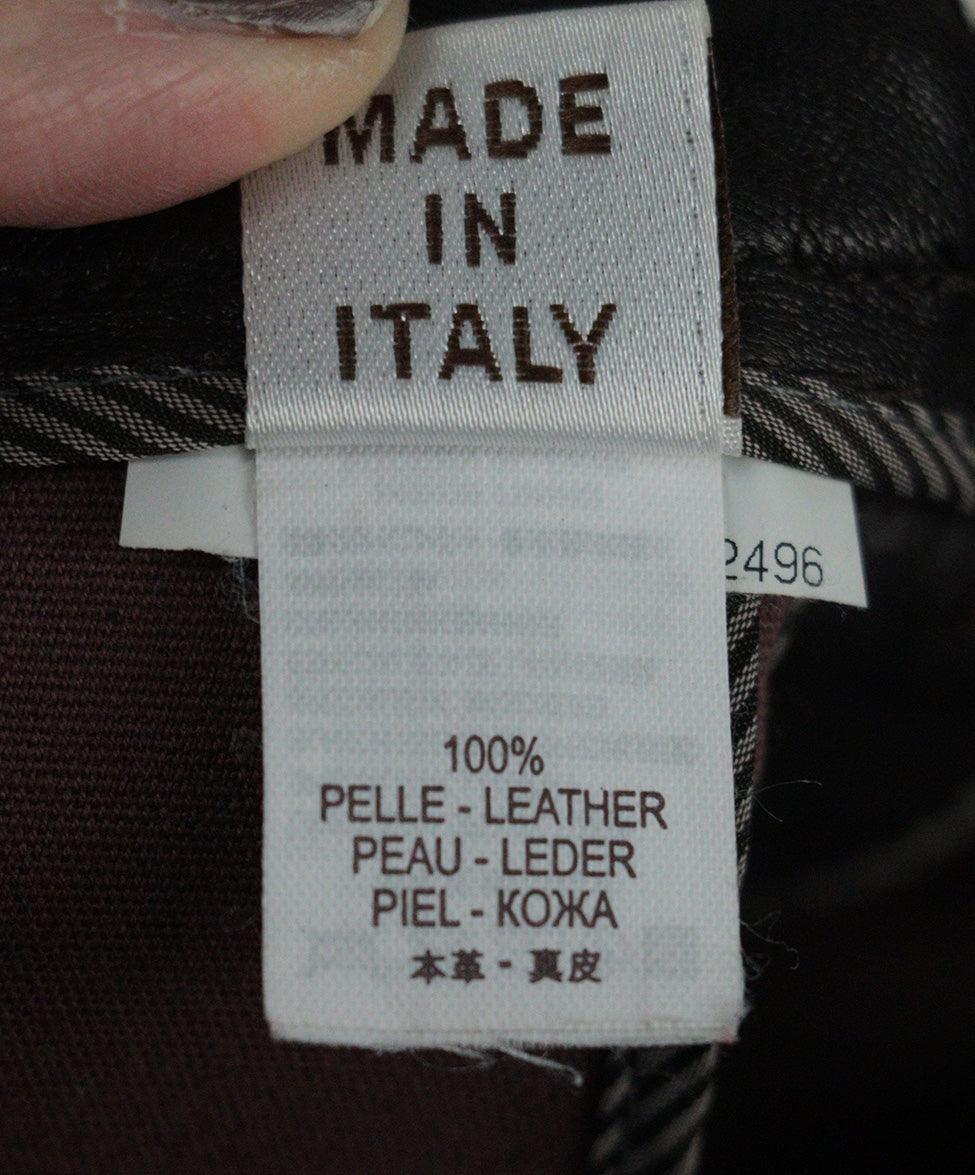 MADE
IN
ITALY
2496
100%
PELLE - LEATHER
PEAU - LEDER
PIEL - КОЖА
本革 - 真皮